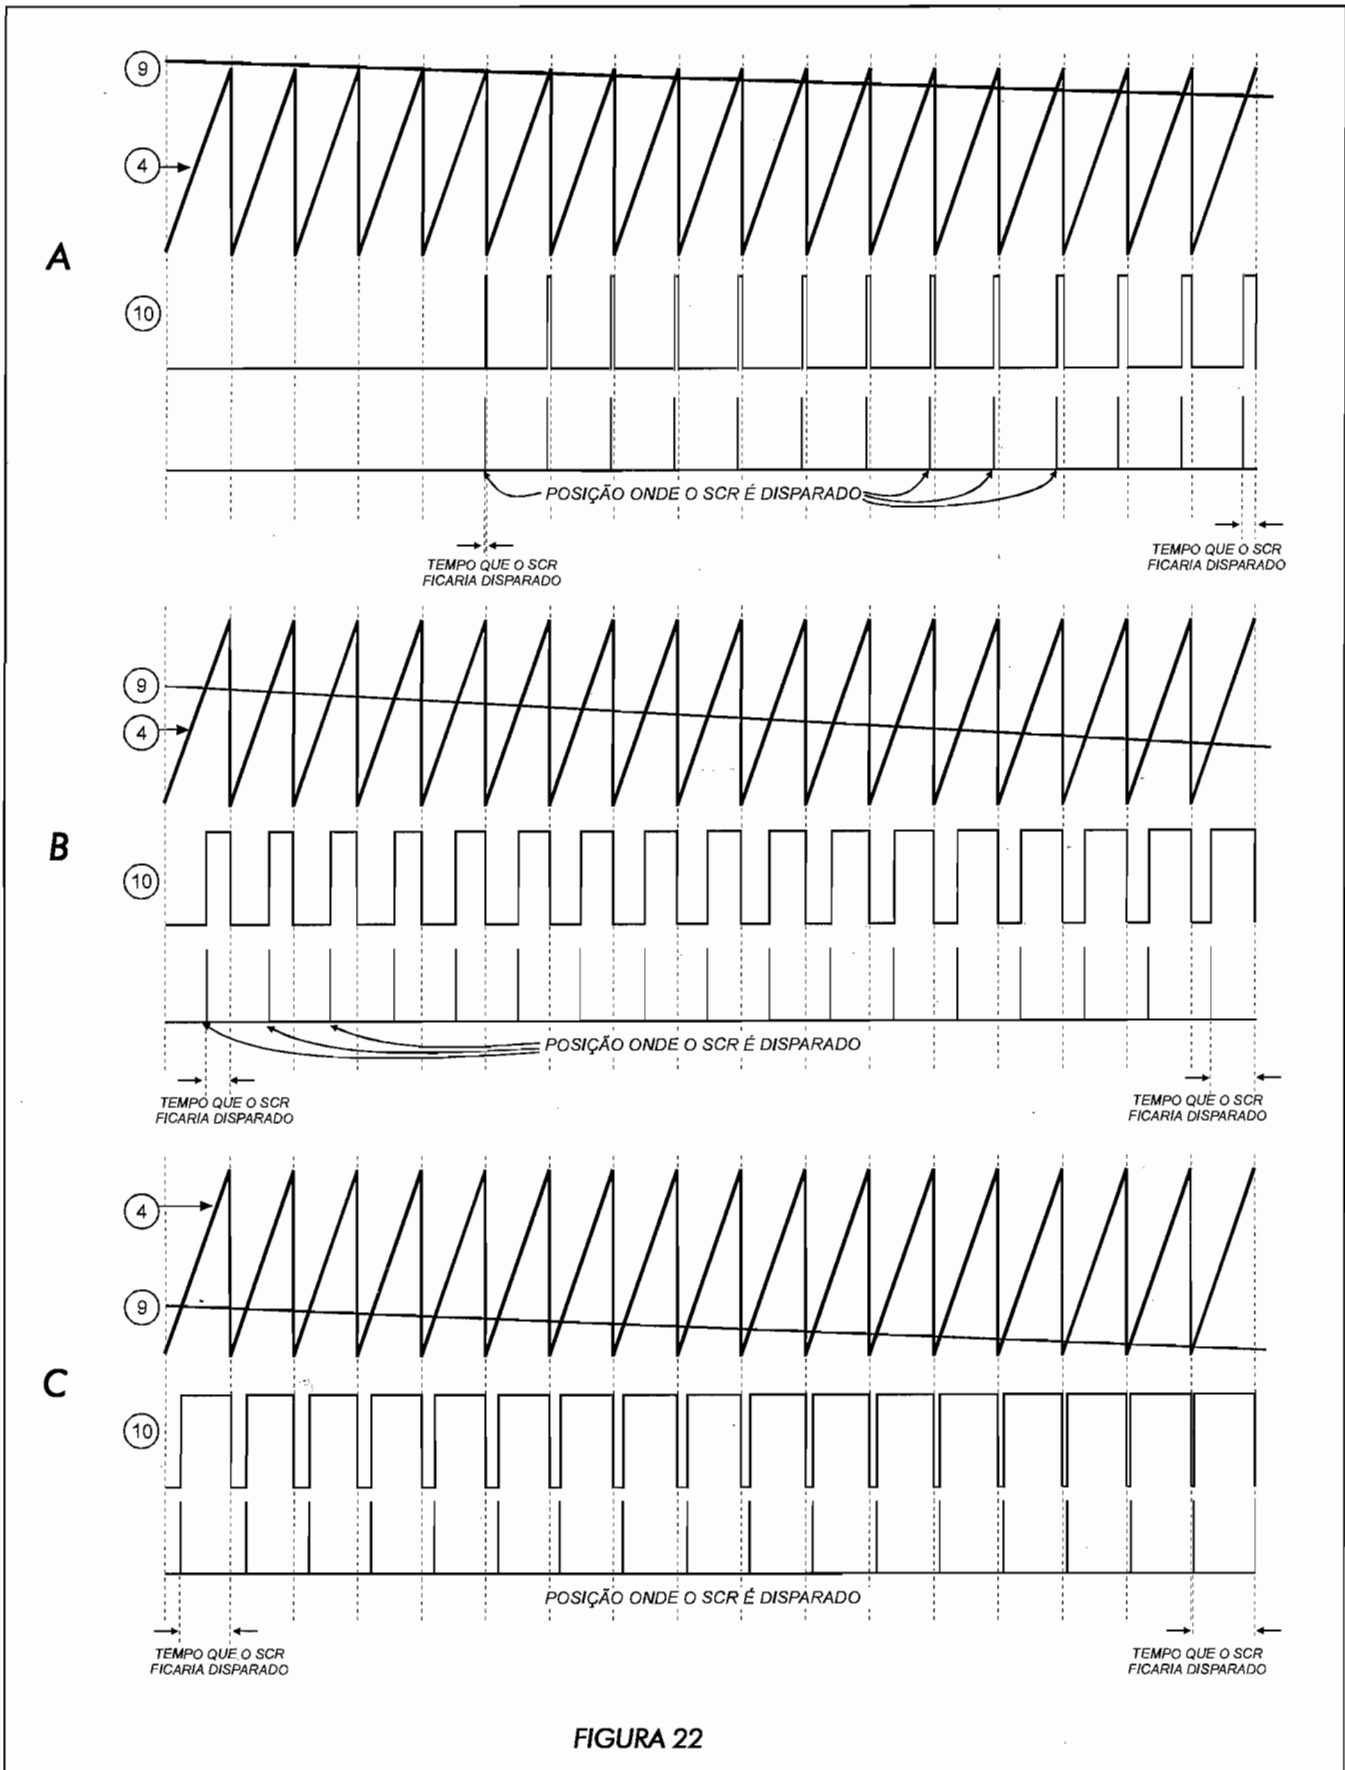 9
4
A
10
POSIÇÃO ONDE O SCR É DISPARADO
TEMPO QUE O SCR
FICARIA DISPARADO
TEMPO QUE O SCR
FICARIA DISPARADO
9
4
B
10
POSIÇÃO ONDE O SCR É DISPARADO
TEMPO QUE O SCR
FICARIA DISPARADO
TEMPO QUE O SCR
FICARIA DISPARADO
4
9
C
10
POSIÇÃO ONDE O SCR É DISPARADO
TEMPO QUE O SCR
FICARIA DISPARADO
TEMPO QUE O SCR
FICARIA DISPARADO
FIGURA 22